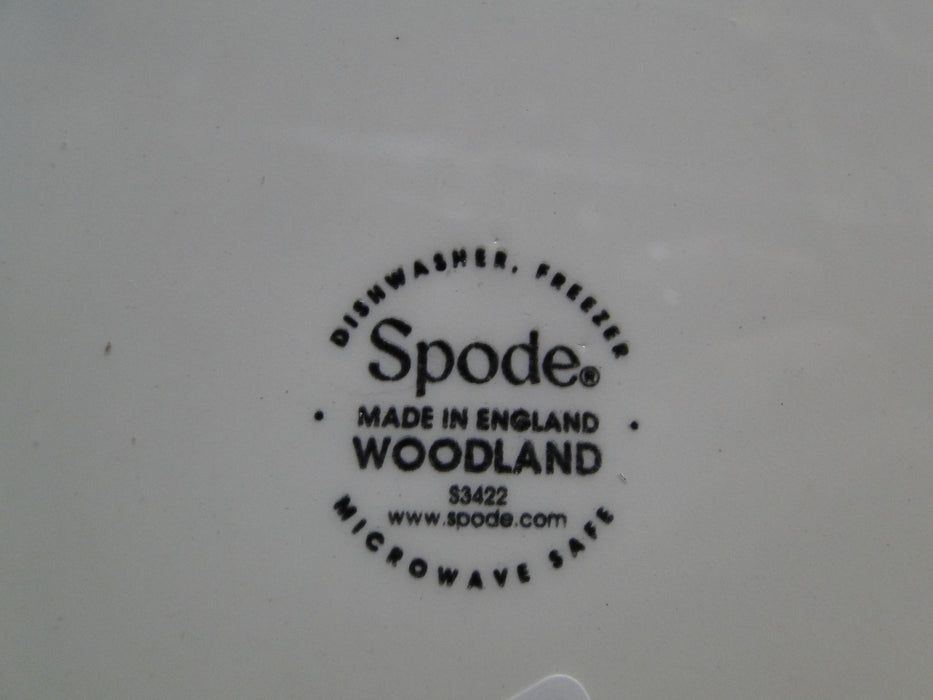 DISHWASHER, FREEZER
Spode®
• MADE IN ENGLAND •
WOODLAND
S3422
www.spode.com
MICROWAVE SAFE